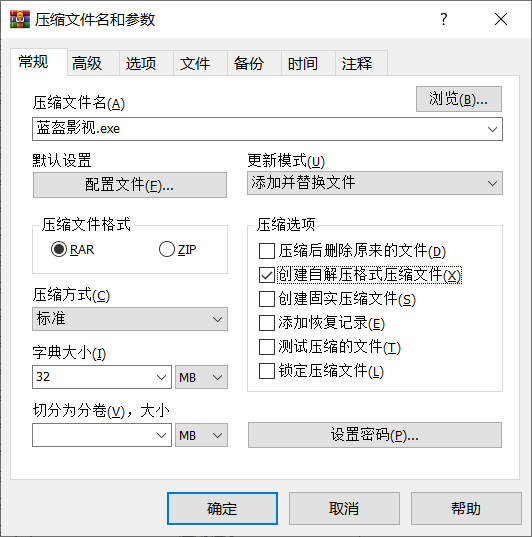 压缩文件名和参数
?
常规 高级 选项 文件 备份 时间 注释
压缩文件名(A)
浏览(B)...
蓝盔影视.exe
默认设置
更新模式(U)
配置文件(F)...
添加并替换文件
压缩文件格式
RAR ZIP
压缩方式(C)
标准
字典大小(I)
32 MB
切分为分卷(V)，大小
MB
压缩选项
压缩后删除原来的文件(D)
创建自解压格式压缩文件(X)
创建固实压缩文件(S)
添加恢复记录(E)
测试压缩的文件(T)
锁定压缩文件(L)
设置密码(P)...
确定 取消 帮助